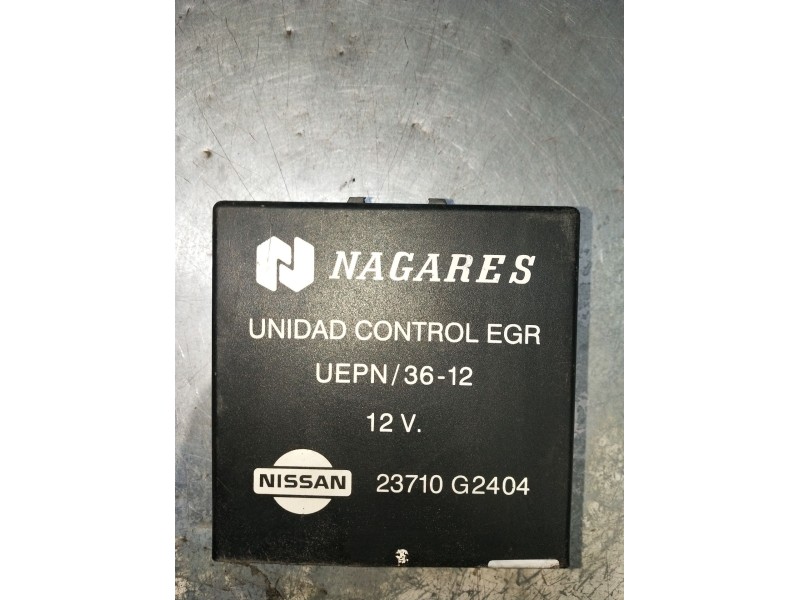 NAGARES
UNIDAD CONTROL EGR
UEPN/36-12
12 V.
NISSAN 23710 G2404